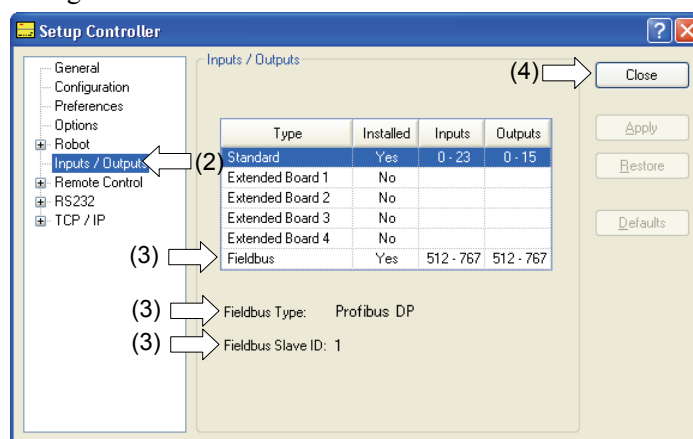 Setup Controller
General
Configuration
Preferences
Options
Robot
Inputs / Outputs
Remote Control
RS232
TCP / IP
(2)
Inputs / Outputs
Type Installed Inputs Outputs
Standard Yes 0 - 23 0 - 15
Extended Board 1 No
Extended Board 2 No
Extended Board 3 No
Extended Board 4 No
(3) Fieldbus Yes 512 - 767 512 - 767
(3) Fieldbus Type: Profibus DP
(3) Fieldbus Slave ID: 1
(4) Close
Apply
Restore
Defaults